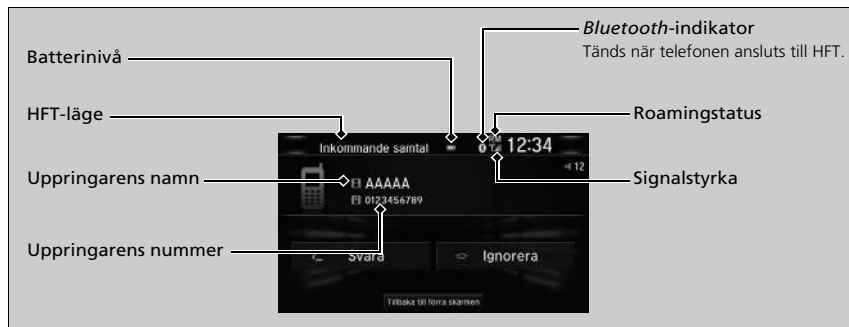 Bluetooth-indikator
Tänds när telefonen ansluts till HFT.
Batterinivå
HFT-läge
Roamingstatus
Inkommande samtal
12:34
12
Uppringarens namn
AAAAA
Signalstyrka
0123456789
Uppringarens nummer
Svara
Ignorera
Tillbaka till förra skärmen